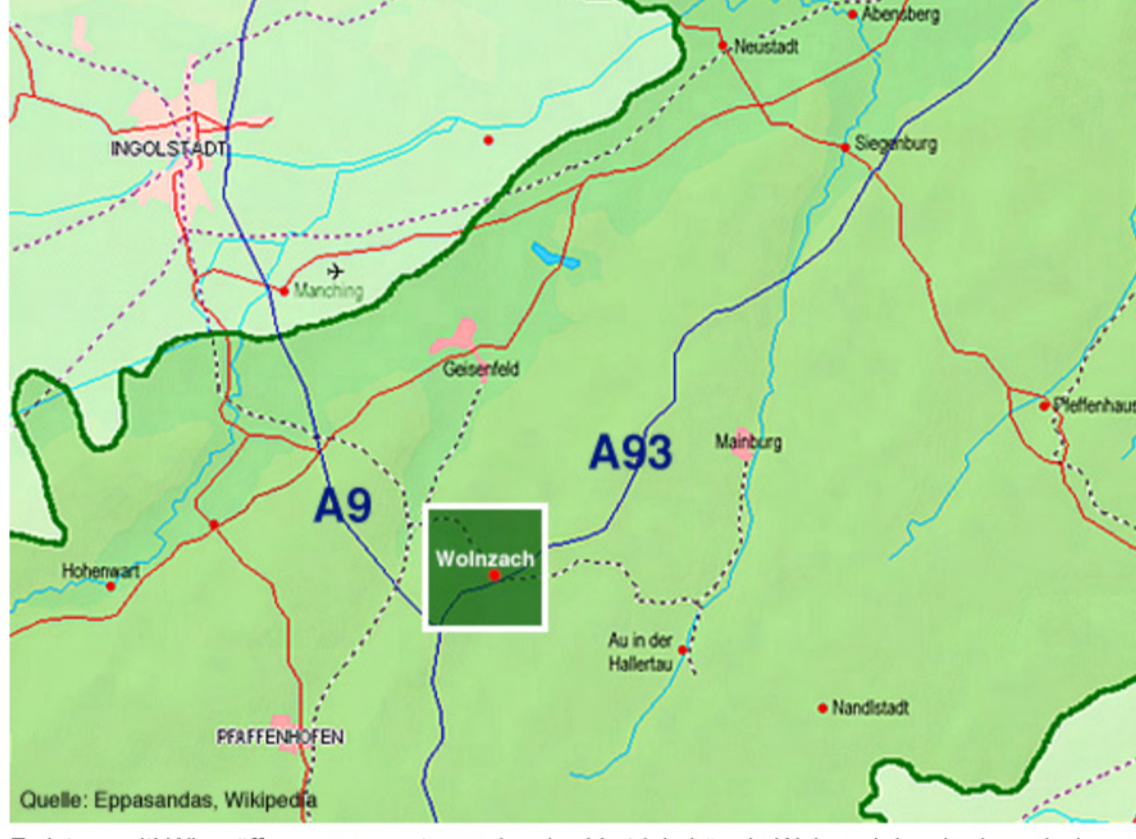 Abensberg
Neustadt
INGOLSTADT
Siegenburg
Manching
Geisenfeld
Pfeffenhaus
A93
Mainburg
A9
Wolnzach
Hohenwart
Au in der
Hallertau
Nandlstadt
PFAFFENHOFEN
Quelle: Eppasandas, Wikipedia